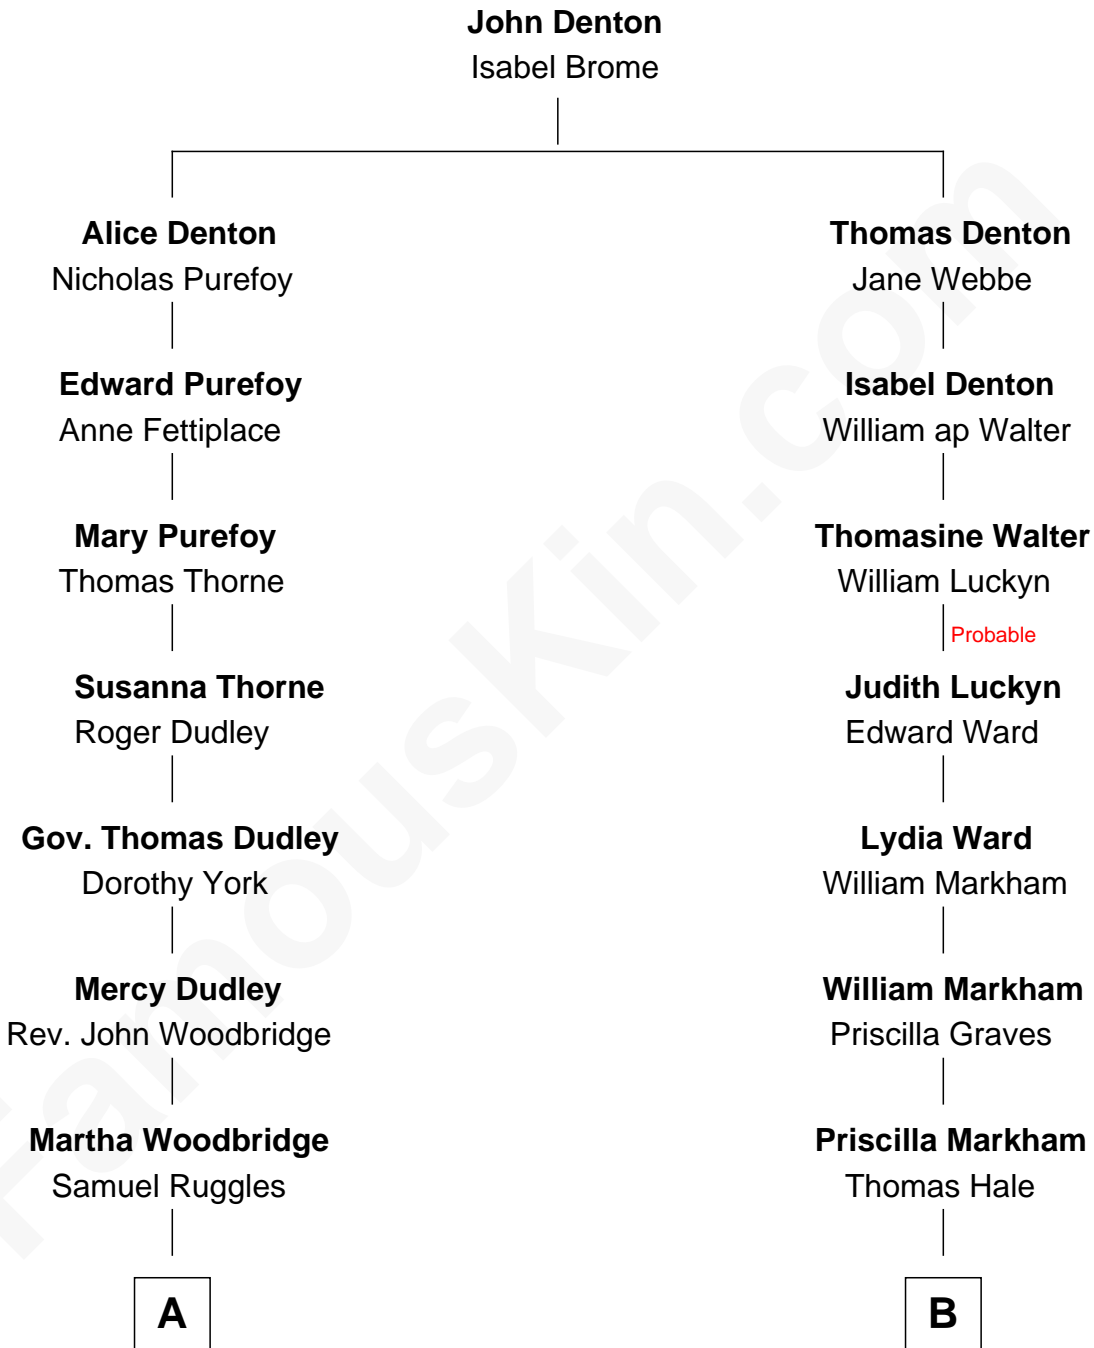 John Denton
Isabel Brome
Alice Denton
Nicholas Purefoy
Thomas Denton
Jane Webbe
Edward Purefoy
Anne Fettiplace
Isabel Denton
William ap Walter
Mary Purefoy
Thomas Thorne
Thomasine Walter
William Luckyn
Probable
Susanna Thorne
Roger Dudley
Judith Luckyn
Edward Ward
Gov. Thomas Dudley
Dorothy York
Lydia Ward
William Markham
Mercy Dudley
Rev. John Woodbridge
William Markham
Priscilla Graves
Martha Woodbridge
Samuel Ruggles
Priscilla Markham
Thomas Hale
A
B
FamousKin.com